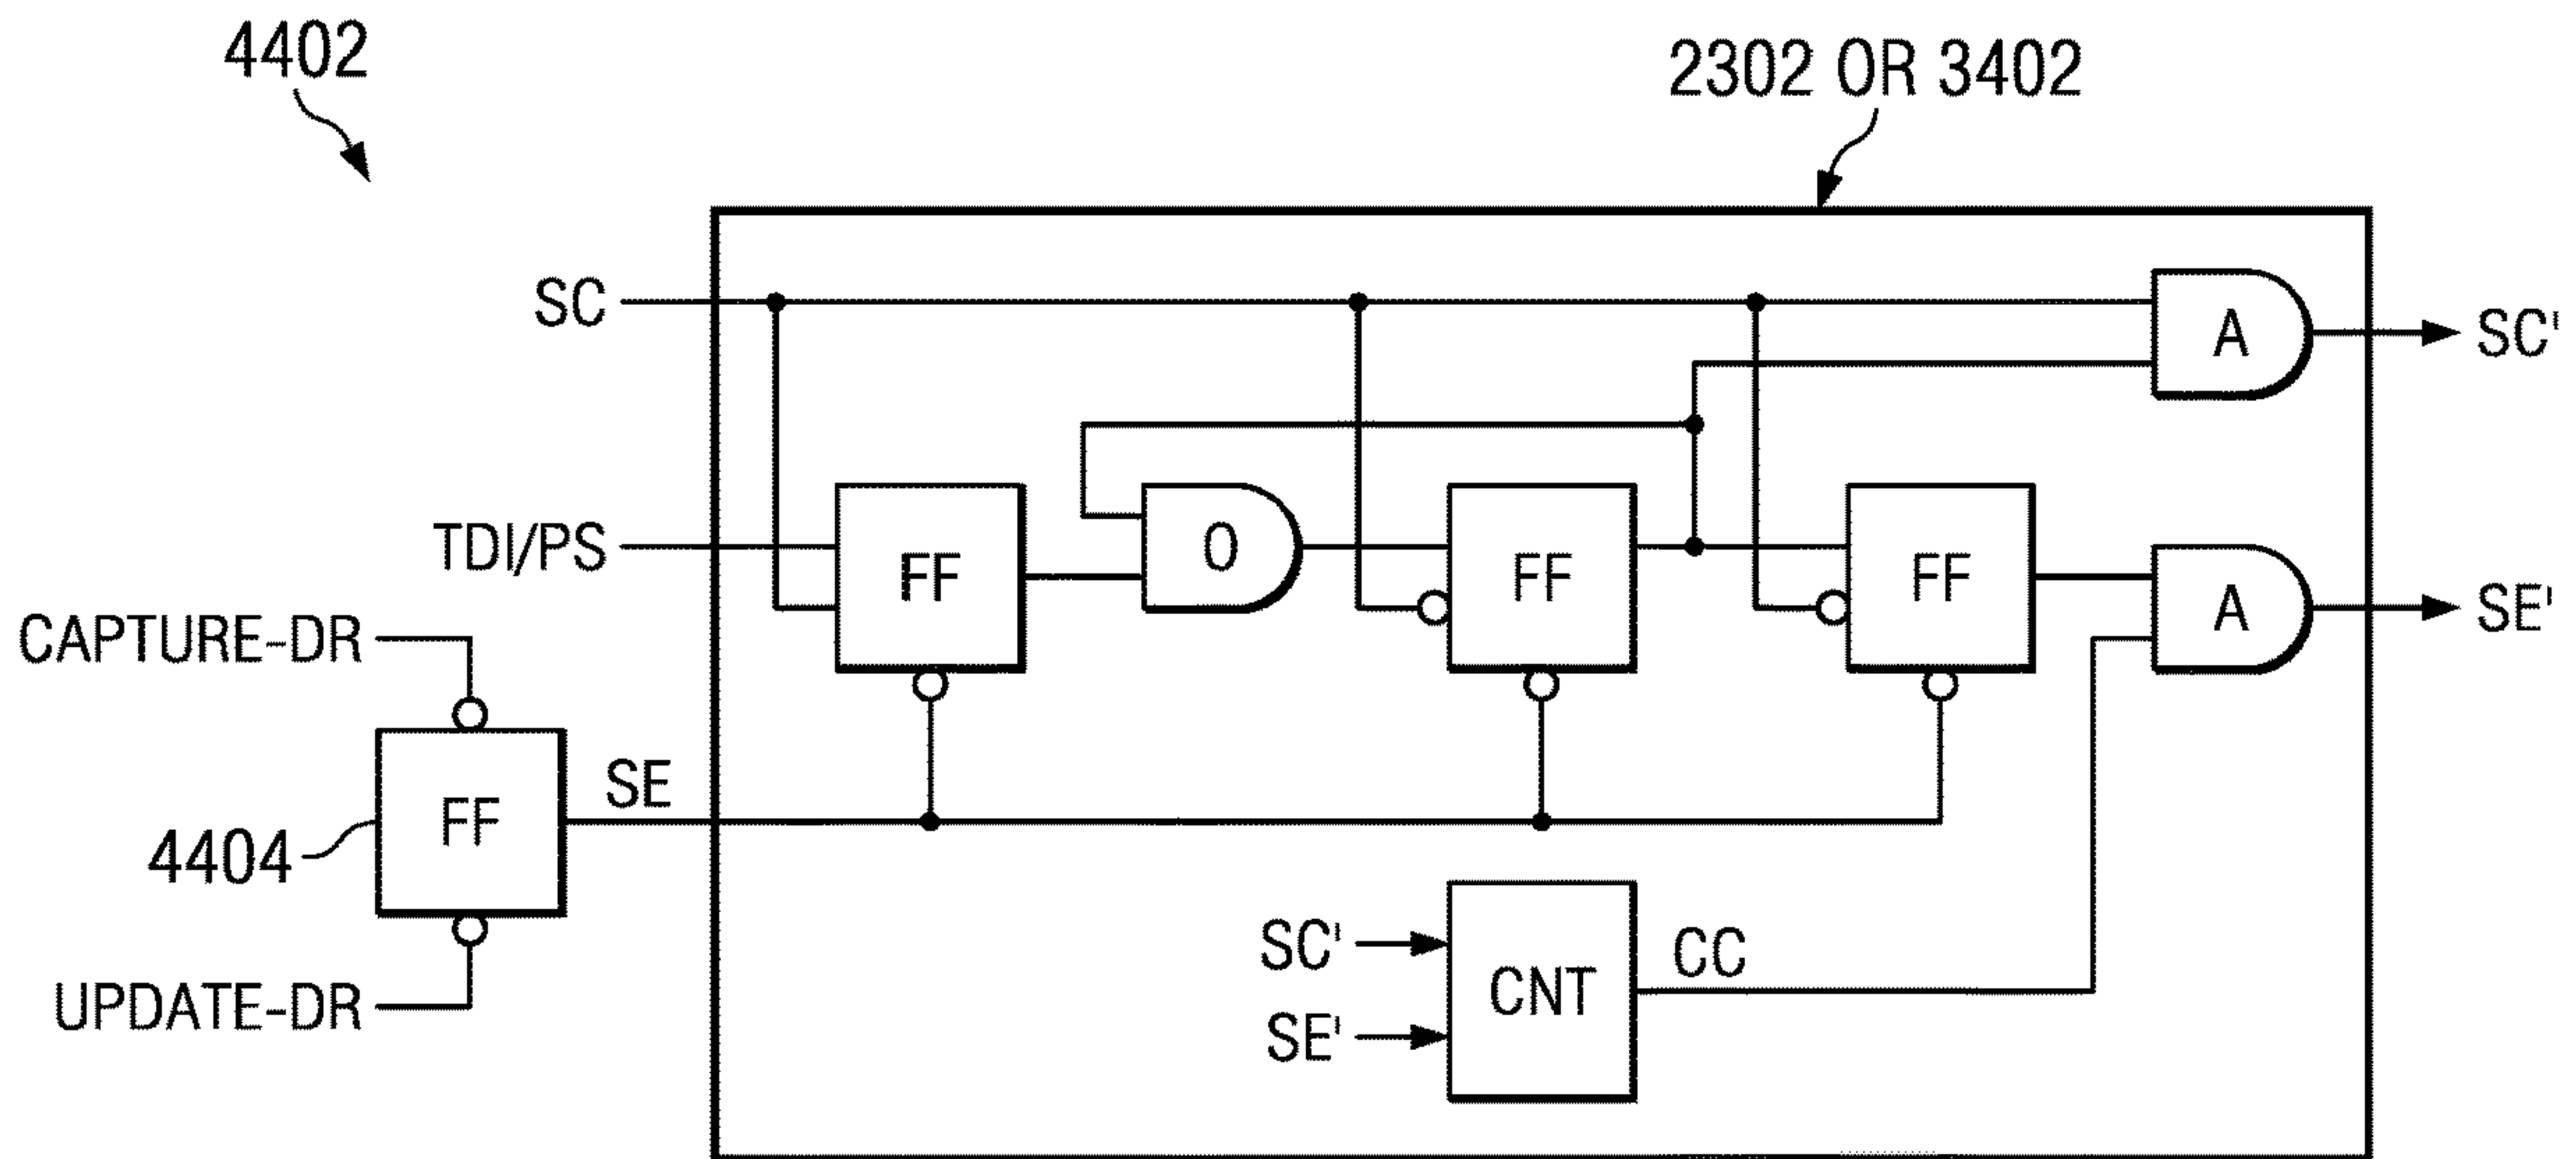 4402
2302 OR 3402
SC
A
SC'
TDI/PS
FF
O
FF
FF
A
SE'
CAPTURE-DR
FF
SE
4404
UPDATE-DR
SC'
SE'
CNT
CC